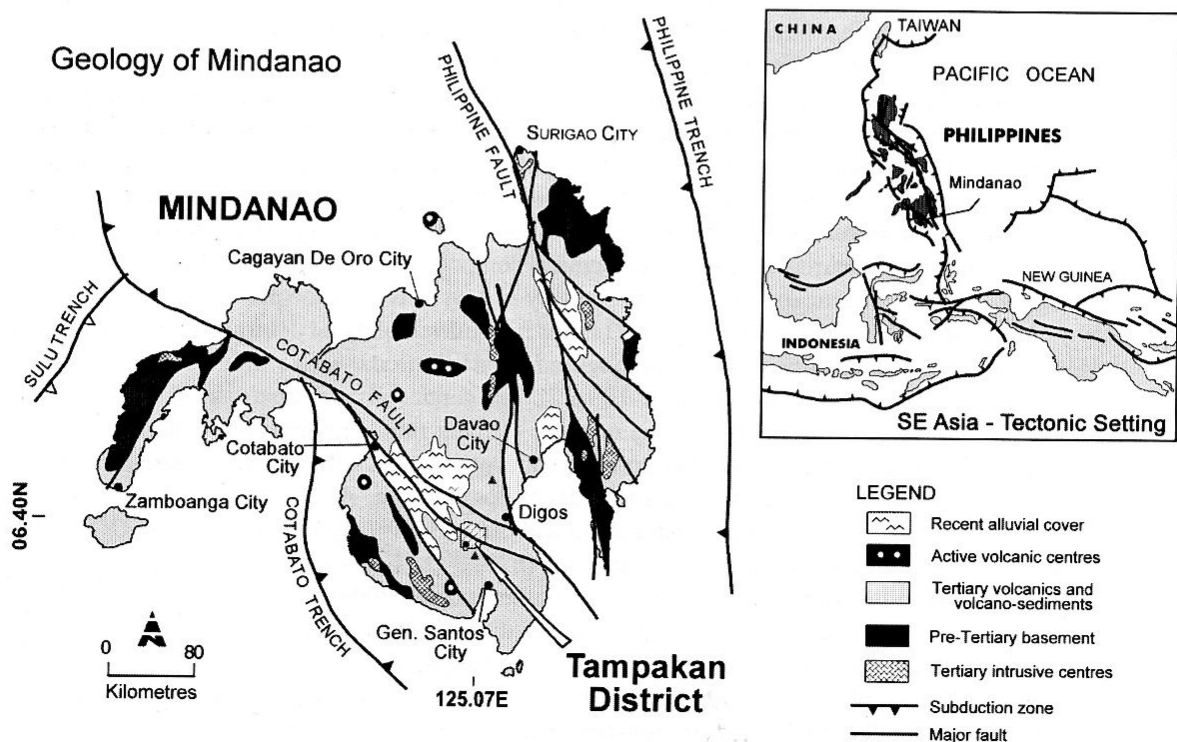 Geology of Mindanao
MINDANAO
PHILIPPINE FAULT
PHILIPPINE TRENCH
SURIGAO CITY
Cagayan De Oro City
SULU TRENCH
COTABATO FAULT
Cotabato
City
Davao
City
Zamboanga City
Digos
COTABATO TRENCH
06.40N
0 80
Kilometres
Gen. Santos
City
125.07E
Tampakan
District
CHINA
TAIWAN
PACIFIC OCEAN
PHILIPPINES
Mindanao
NEW GUINEA
INDONESIA
SE Asia - Tectonic Setting
LEGEND
Recent alluvial cover
Active volcanic centres
Tertiary volcanics and
volcano-sediments
Pre-Tertiary basement
Tertiary intrusive centres
Subduction zone
Major fault